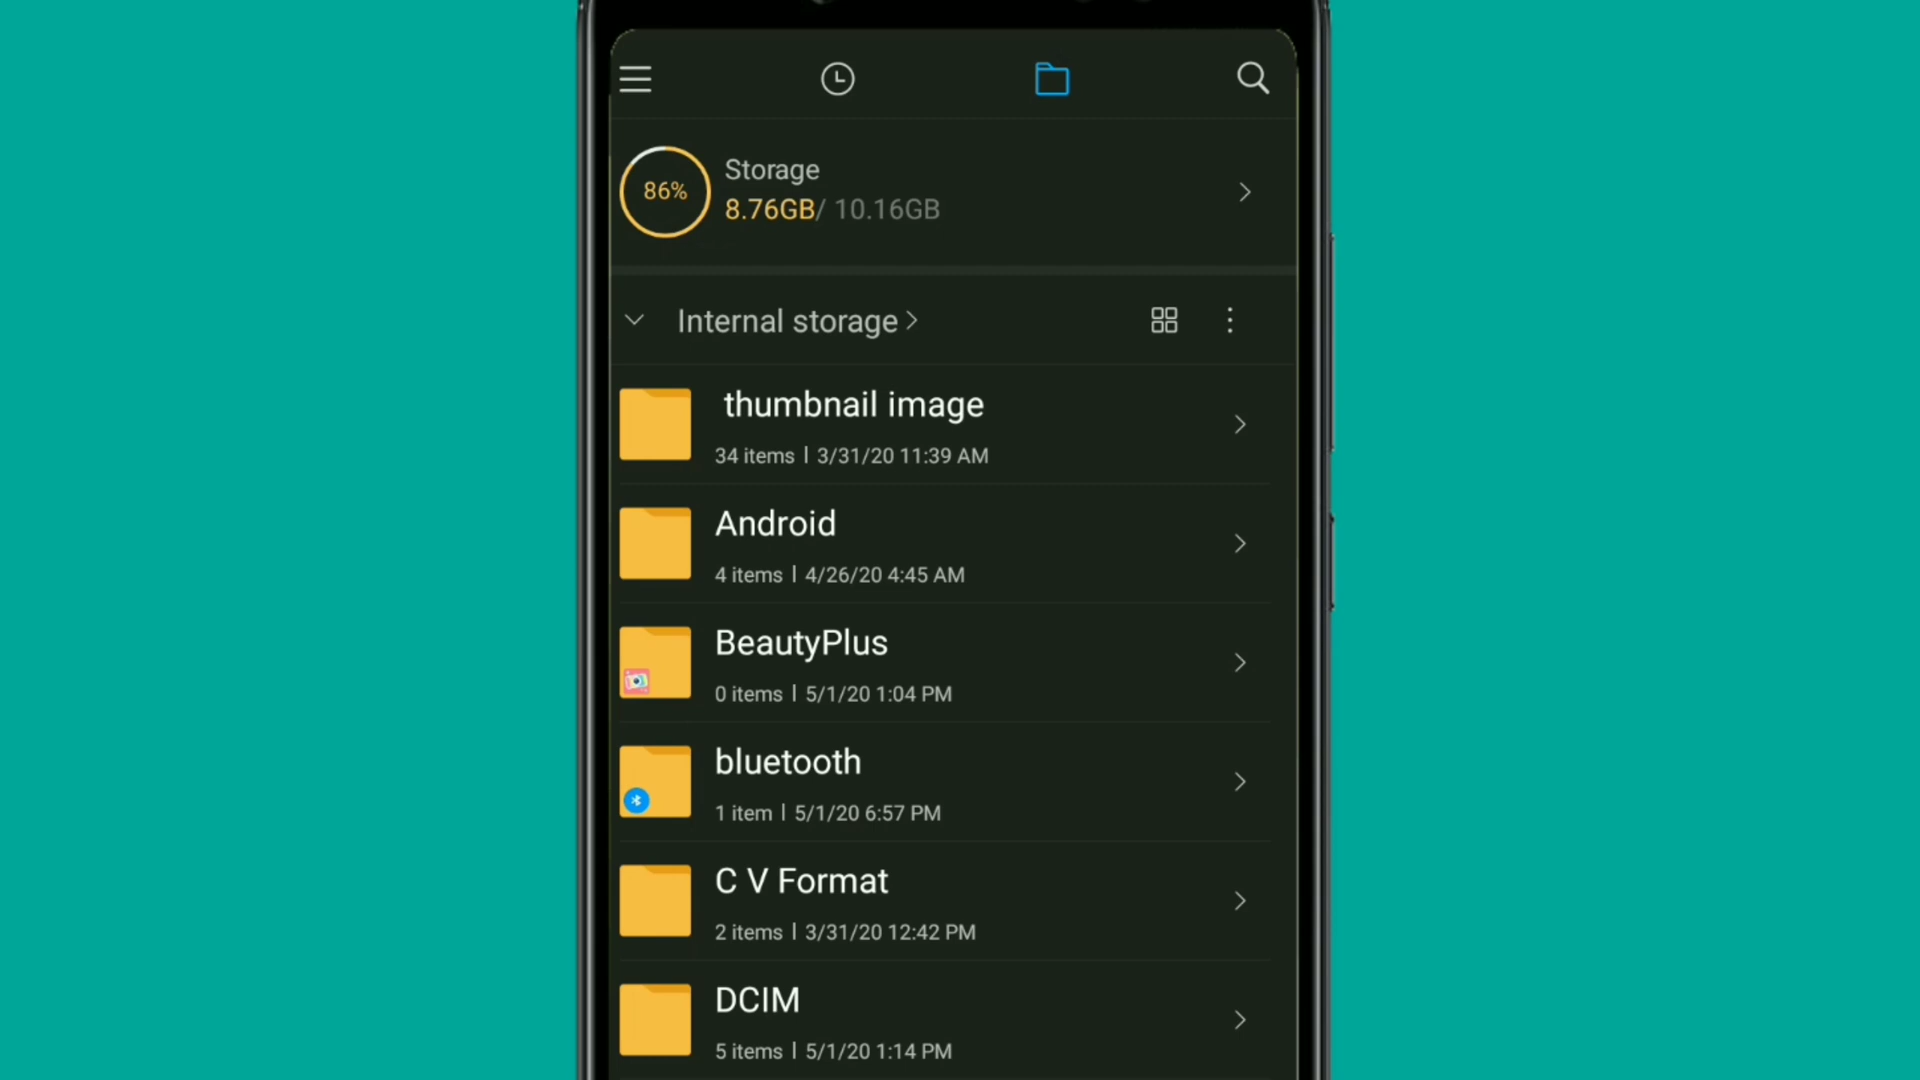 Storage
86%
8.76GB/ 10.16GB
Internal storage
thumbnail image
34 items | 3/31/20 11:39 AM
Android
4 items | 4/26/20 4:45 AM
BeautyPlus
0 items | 5/1/20 1:04 PM
bluetooth
1 item | 5/1/20 6:57 PM
C V Format
2 items | 3/31/20 12:42 PM
DCIM
5 items | 5/1/20 1:14 PM